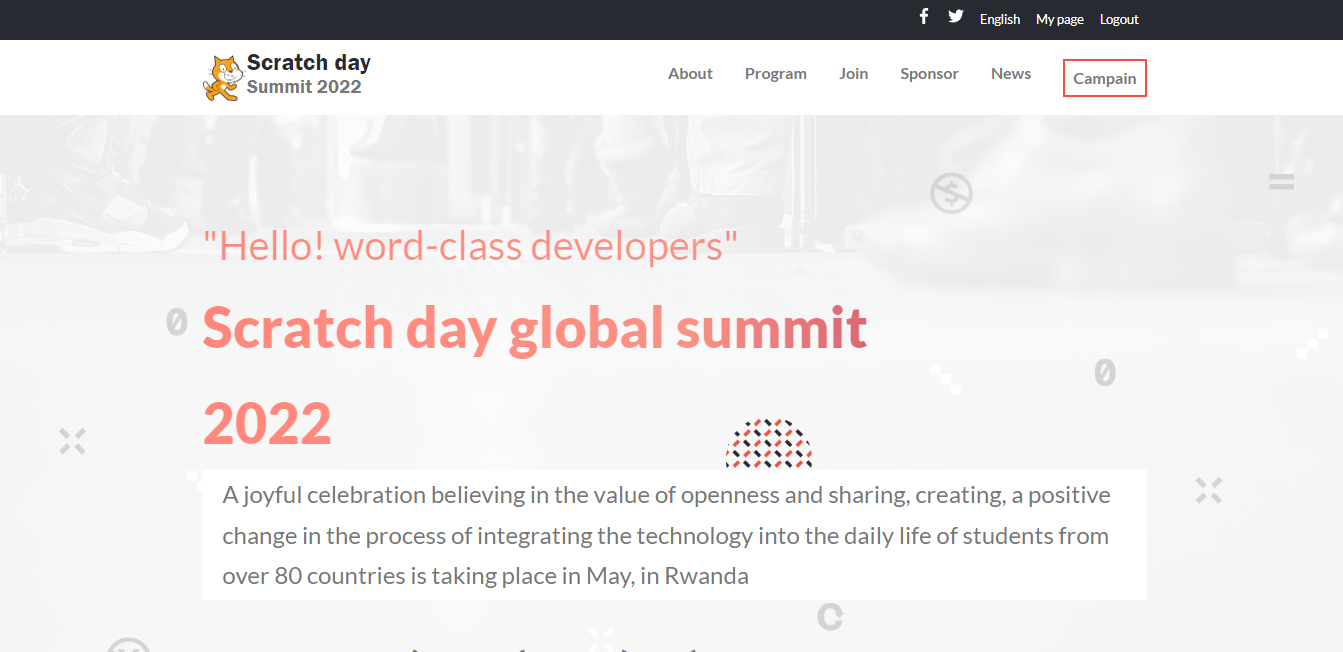 English My page Logout
Scratch day
Summit 2022
About Program Join Sponsor News Campain
"Hello! word-class developers"
Scratch day global summit
2022
A joyful celebration believing in the value of openness and sharing, creating, a positive
change in the process of integrating the technology into the daily life of students from
over 80 countries is taking place in May, in Rwanda